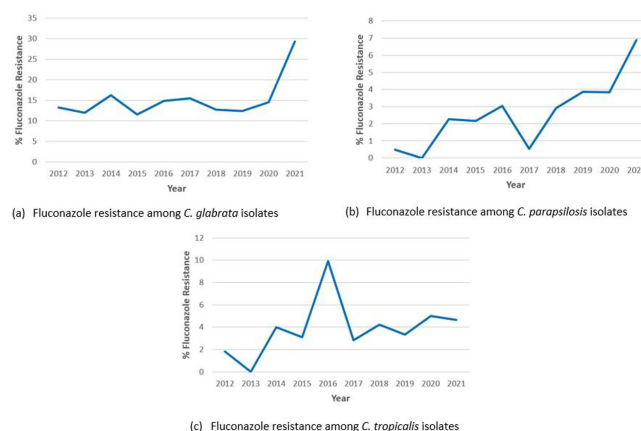 35
30
25
20
15
10
5
0
% Fluconazole Resistance
2012 2013 2014 2015 2016 2017 2018 2019 2020 2021
Year
(a) Fluconazole resistance among C. glabrata isolates
8
7
6
5
4
3
2
1
0
% Fluconazole Resistance
2012 2013 2014 2015 2016 2017 2018 2019 2020 202
Year
(b) Fluconazole resistance among C. parapsilosis isolates
12
10
8
6
4
2
0
% Fluconazole Resistance
2012 2013 2014 2015 2016 2017 2018 2019 2020 2021
Year
(c) Fluconazole resistance among C. tropicalis isolates